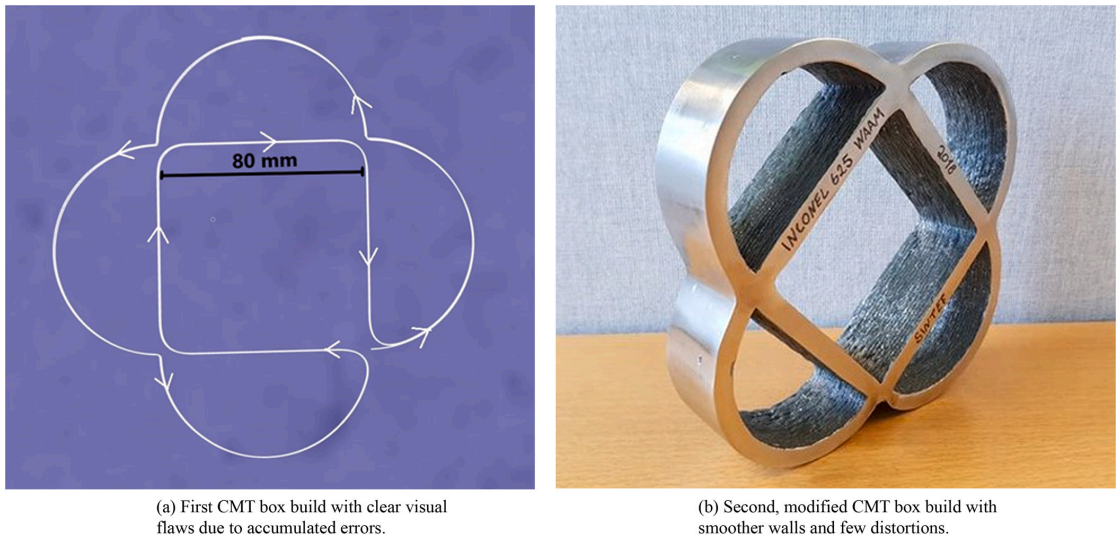 80 mm
INCONEL 625 WAAM
2018
SWTEF
(a) First CMT box build with clear visual
flaws due to accumulated errors.
(b) Second, modified CMT box build with
smoother walls and few distortions.